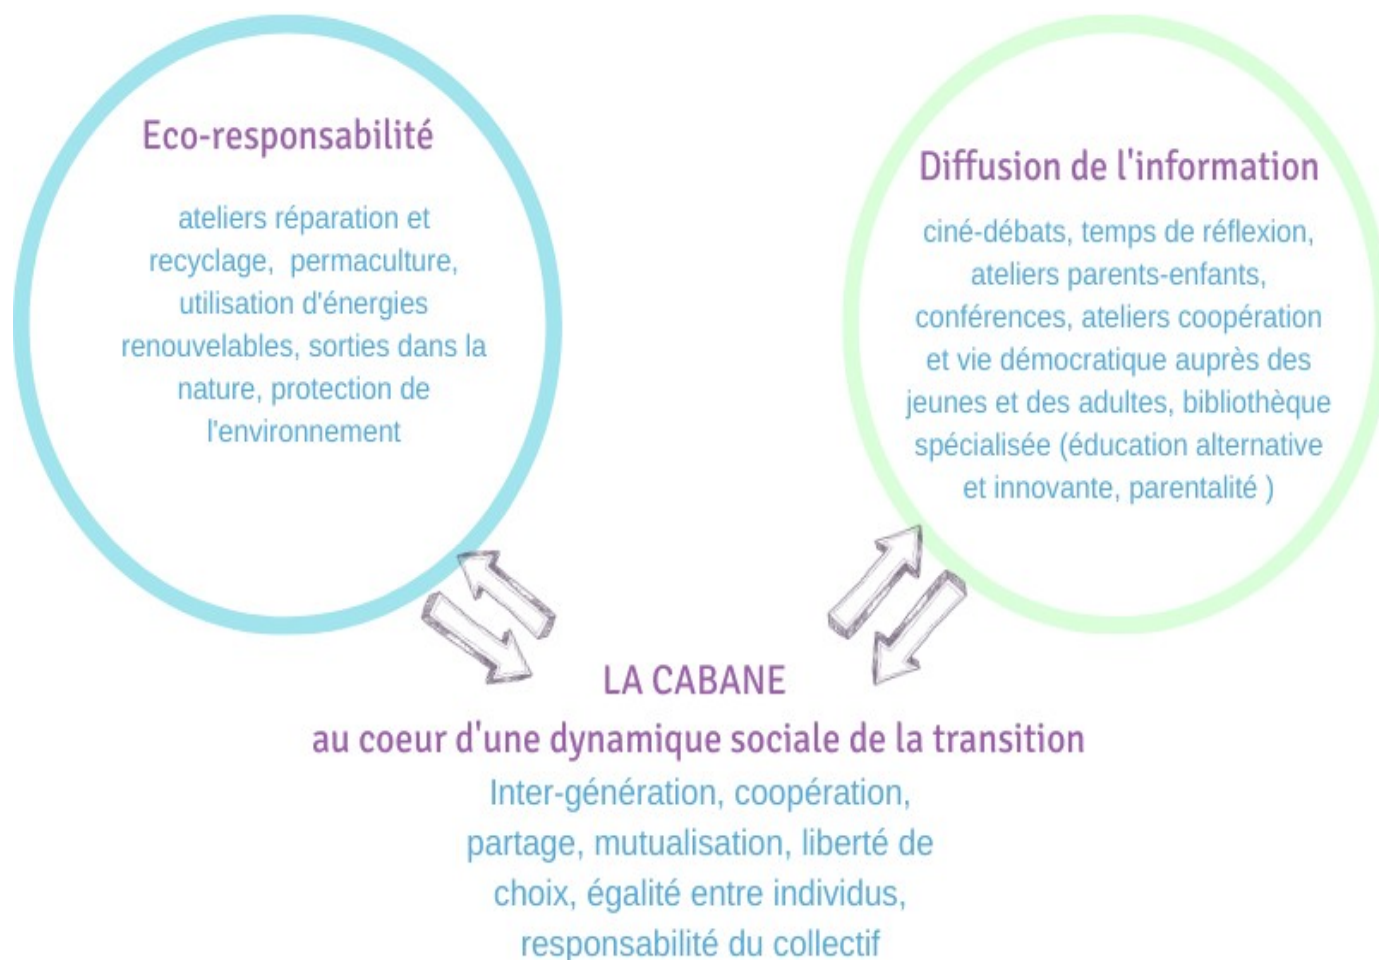 Eco-responsabilité
ateliers réparation et
recyclage,  permaculture,
utilisation d'énergies
renouvelables, sorties dans la
nature, protection de
l'environnement
Diffusion de l'information
ciné-débats, temps de réflexion,
ateliers parents-enfants,
conférences, ateliers coopération
et vie démocratique auprès des
jeunes et des adultes, bibliothèque
spécialisée (éducation alternative
et innovante, parentalité )
LA CABANE
au coeur d'une dynamique sociale de la transition
Inter-génération, coopération,
partage, mutualisation, liberté de
choix, égalité entre individus,
responsabilité du collectif